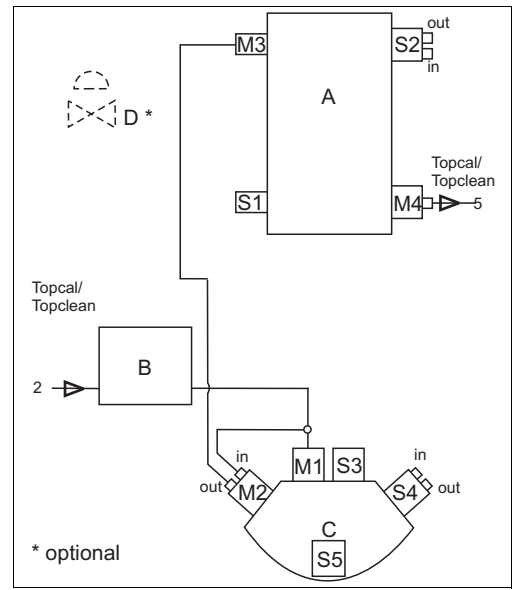 out
M3
S2
in
A
D *
Topcal/
Topclean
S1
M4
5
Topcal/
Topclean
B
2
in
M1
S3
in
out
M2
S4
out
C
S5
* optional